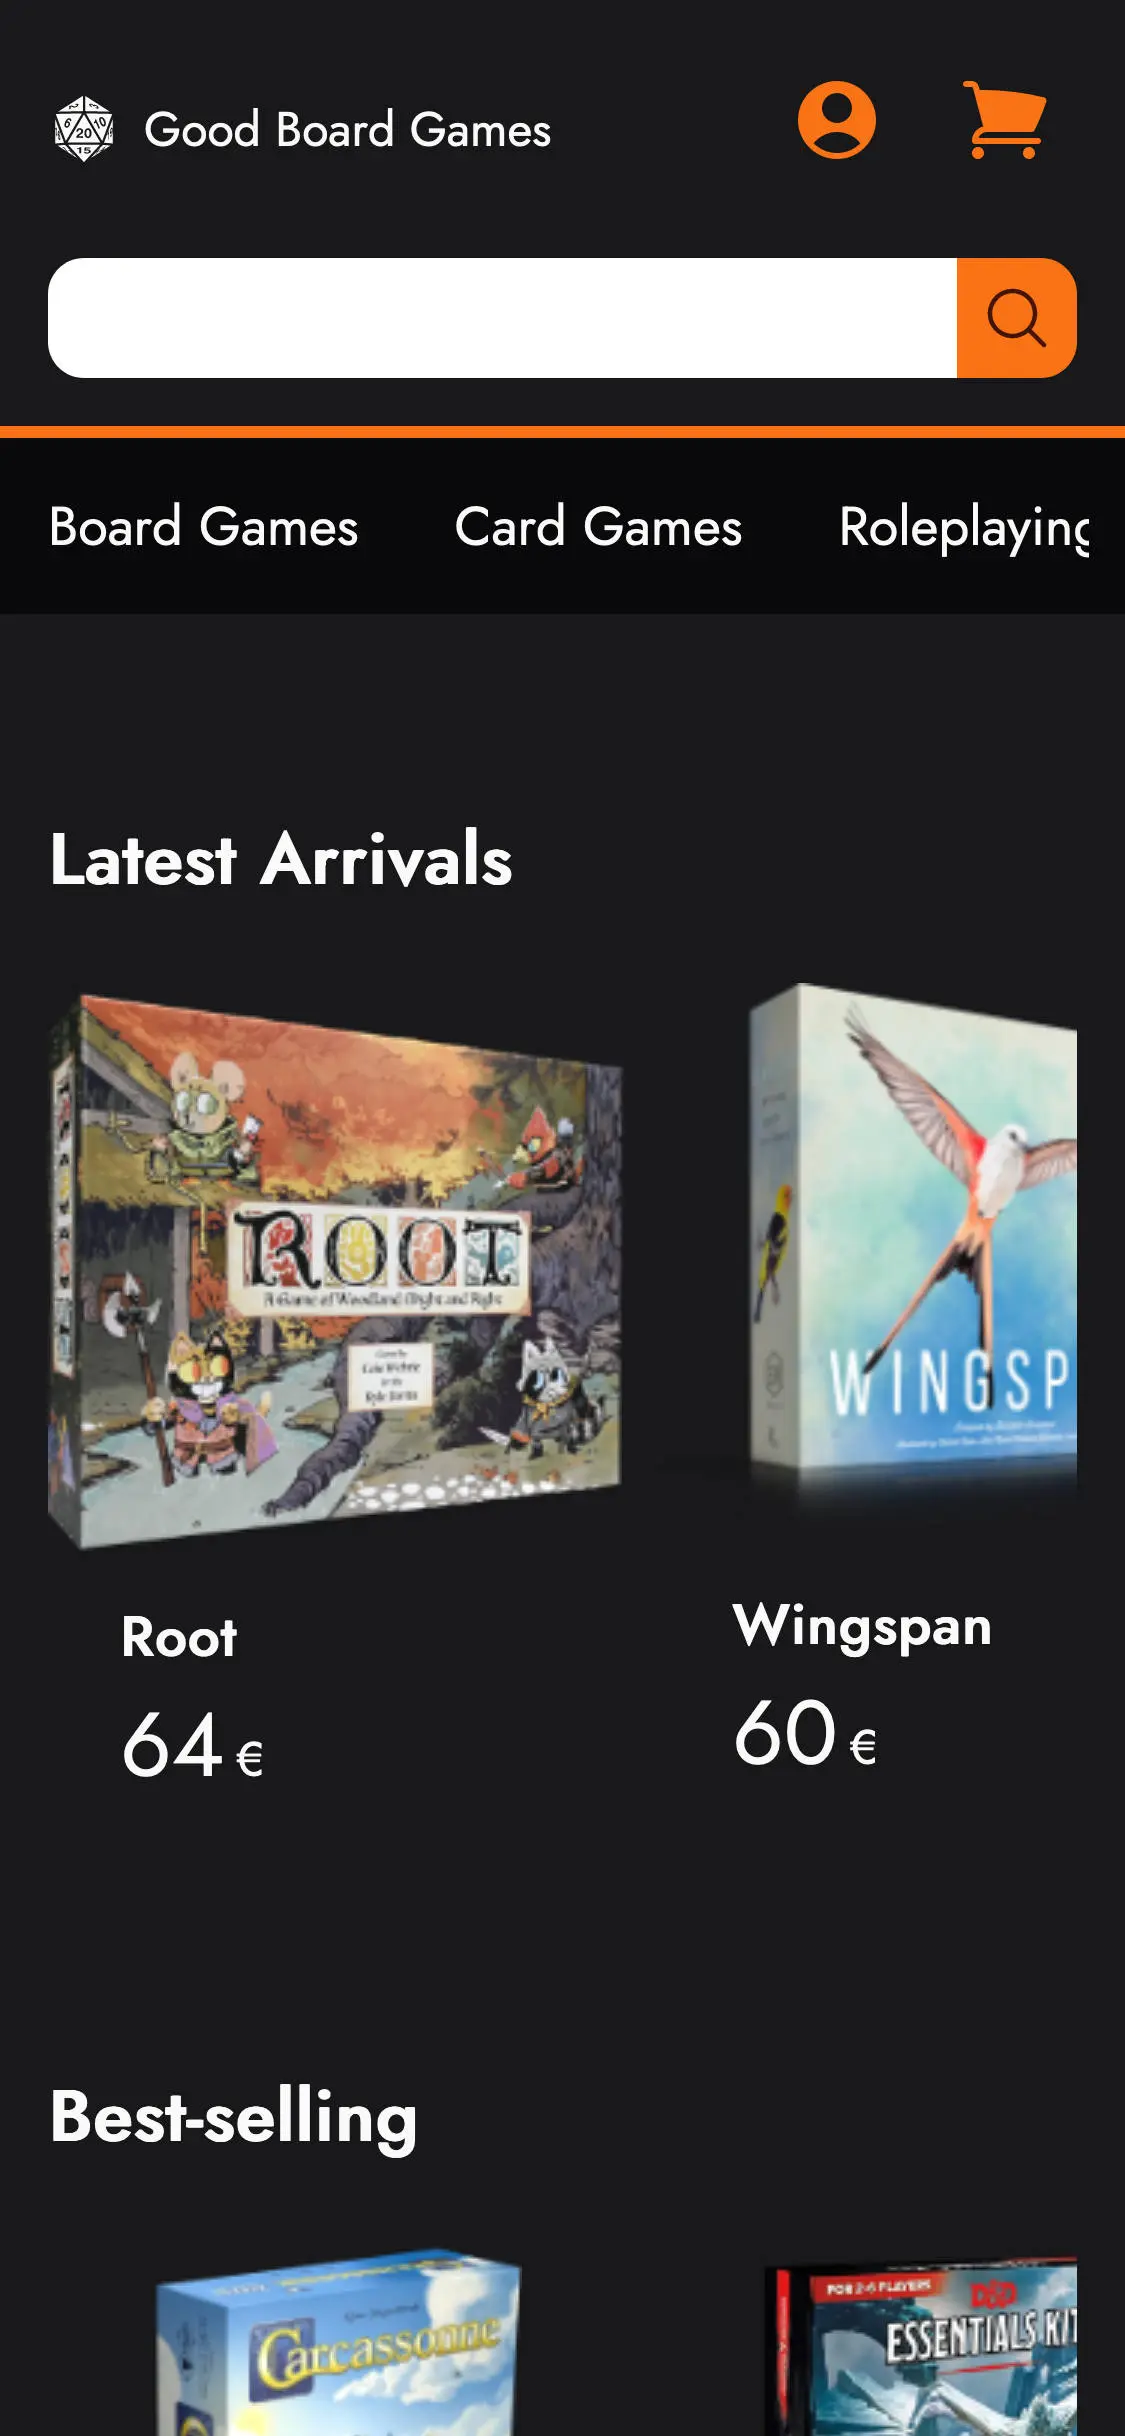 Good Board Games
Board Games
Card Games
Roleplaying
Latest Arrivals
ROOT
A Game of Woodland Might and Right
WINGSP
Root
64 €
Wingspan
60 €
Best-selling
Carcassonne
FOR 2-6 PLAYERS
D&D
ESSENTIALS KIT